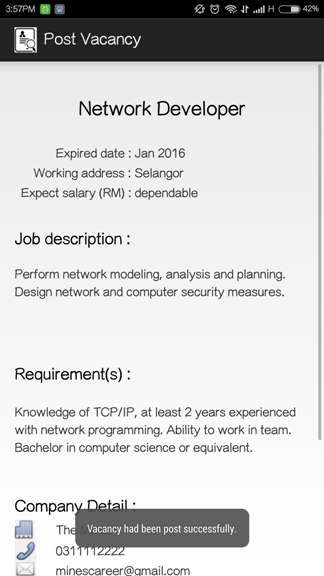 3:57PM H 42%
Post Vacancy
Network Developer
Expired date : Jan 2016
Working address : Selangor
Expect salary (RM) : dependable
Job description :
Perform network modeling, analysis and planning.
Design network and computer security measures.
Requirement(s) :
Knowledge of TCP/IP, at least 2 years experienced
with network programming. Ability to work in team.
Bachelor in computer science or equivalent.
Company Detail :
The
Vacancy had been post successfully.
0311112222
minescareer@gmail.com